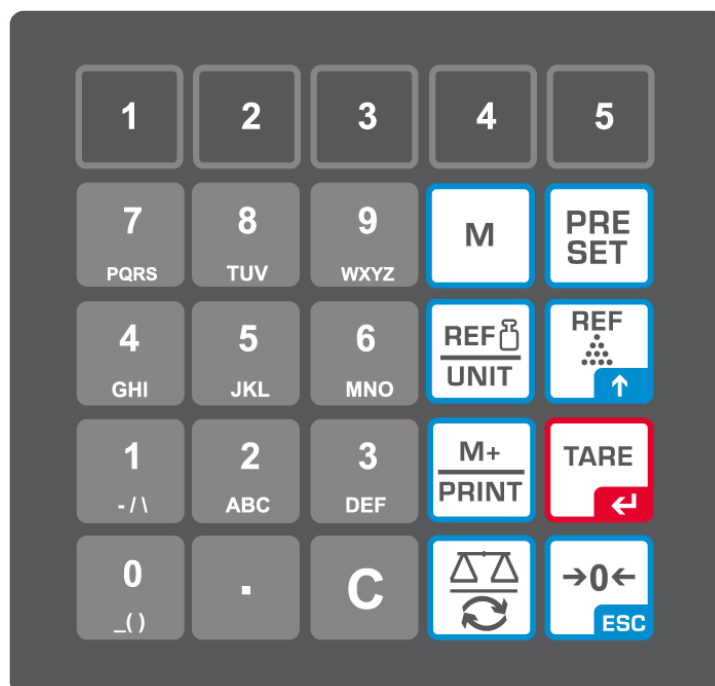 1 2 3 4 5
7 8 9 M PRE
SET
PQRS TUV WXYZ
4 5 6 REF REF
UNIT
GHI JKL MNO ↑
1 2 3 M+ TARE
PRINT
- / \ ABC DEF ↵
0 . C →0←
_( ) ESC